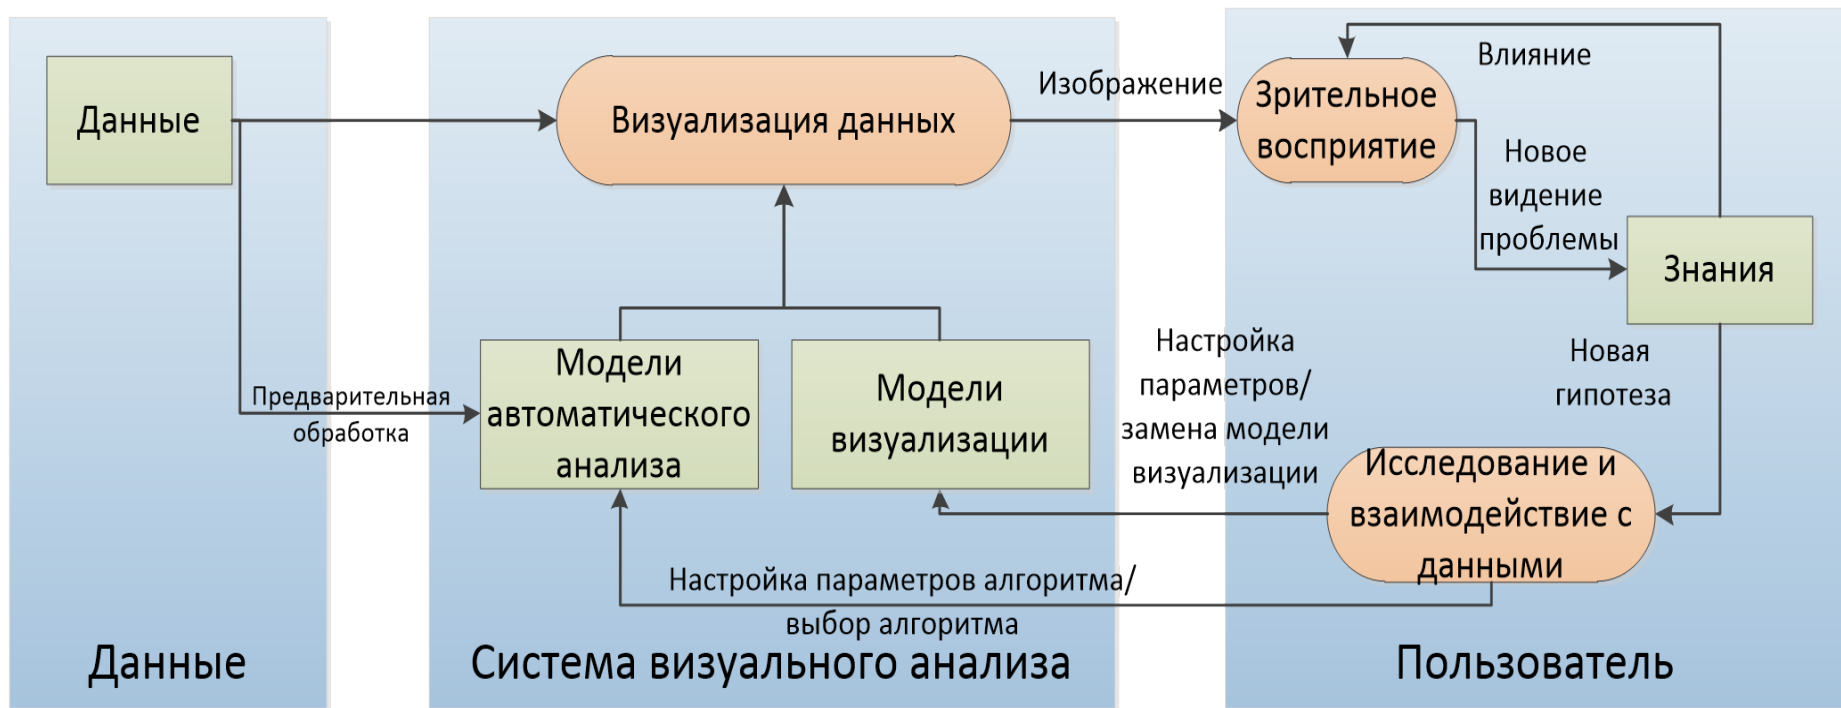 Данные
Визуализация данных
Изображение
Зрительное
восприятие
Влияние
Новое
видение
проблемы
Знания
Предварительная
обработка
Модели
автоматического
анализа
Модели
визуализации
Настройка
параметров/
замена модели
визуализации
Новая
гипотеза
Исследование и
взаимодействие с
данными
Настройка параметров алгоритма/
выбор алгоритма
Данные
Система визуального анализа
Пользователь